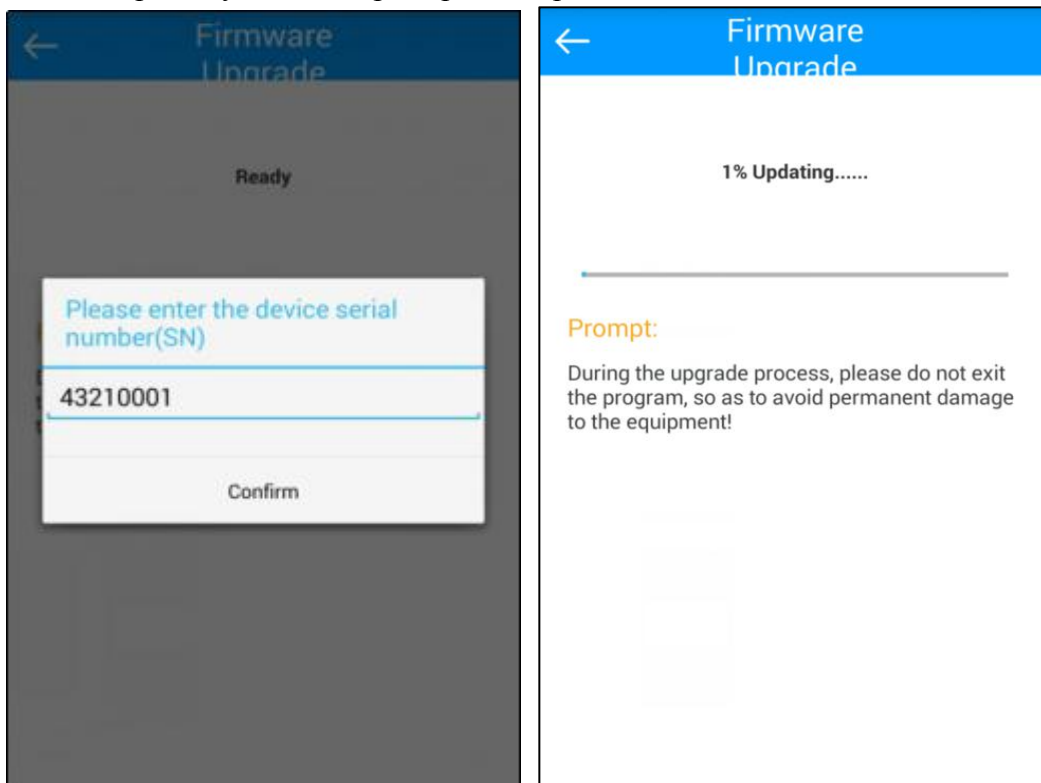 Firmware
Upgrade
Ready
Please enter the device serial
number(SN)
43210001
Confirm
Firmware
Upgrade
1% Updating......
Prompt:
During the upgrade process, please do not exit
the program, so as to avoid permanent damage
to the equipment!